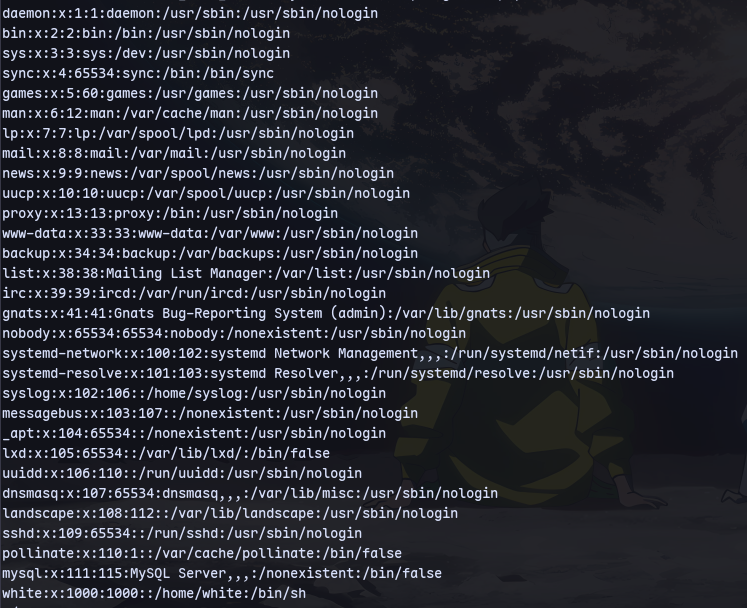 daemon:x:1:1:daemon:/usr/sbin:/usr/sbin/nologin
bin:x:2:2:bin:/bin:/usr/sbin/nologin
sys:x:3:3:sys:/dev:/usr/sbin/nologin
sync:x:4:65534:sync:/bin:/bin/sync
games:x:5:60:games:/usr/games:/usr/sbin/nologin
man:x:6:12:man:/var/cache/man:/usr/sbin/nologin
lp:x:7:7:lp:/var/spool/lpd:/usr/sbin/nologin
mail:x:8:8:mail:/var/mail:/usr/sbin/nologin
news:x:9:9:news:/var/spool/news:/usr/sbin/nologin
uucp:x:10:10:uucp:/var/spool/uucp:/usr/sbin/nologin
proxy:x:13:13:proxy:/bin:/usr/sbin/nologin
www-data:x:33:33:www-data:/var/www:/usr/sbin/nologin
backup:x:34:34:backup:/var/backups:/usr/sbin/nologin
list:x:38:38:Mailing List Manager:/var/list:/usr/sbin/nologin
irc:x:39:39:ircd:/var/run/ircd:/usr/sbin/nologin
gnats:x:41:41:Gnats Bug-Reporting System (admin):/var/lib/gnats:/usr/sbin/nologin
nobody:x:65534:65534:nobody:/nonexistent:/usr/sbin/nologin
systemd-network:x:100:102:systemd Network Management,,,:/run/systemd/netif:/usr/sbin/nologin
systemd-resolve:x:101:103:systemd Resolver,,,:/run/systemd/resolve:/usr/sbin/nologin
syslog:x:102:106::/home/syslog:/usr/sbin/nologin
messagebus:x:103:107::/nonexistent:/usr/sbin/nologin
_apt:x:104:65534::/nonexistent:/usr/sbin/nologin
lxd:x:105:65534::/var/lib/lxd/:/bin/false
uuidd:x:106:110::/run/uuidd:/usr/sbin/nologin
dnsmasq:x:107:65534:dnsmasq,,,:/var/lib/misc:/usr/sbin/nologin
landscape:x:108:112::/var/lib/landscape:/usr/sbin/nologin
sshd:x:109:65534::/run/sshd:/usr/sbin/nologin
pollinate:x:110:1::/var/cache/pollinate:/bin/false
mysql:x:111:115:MySQL Server,,,:/nonexistent:/bin/false
white:x:1000:1000::/home/white:/bin/sh